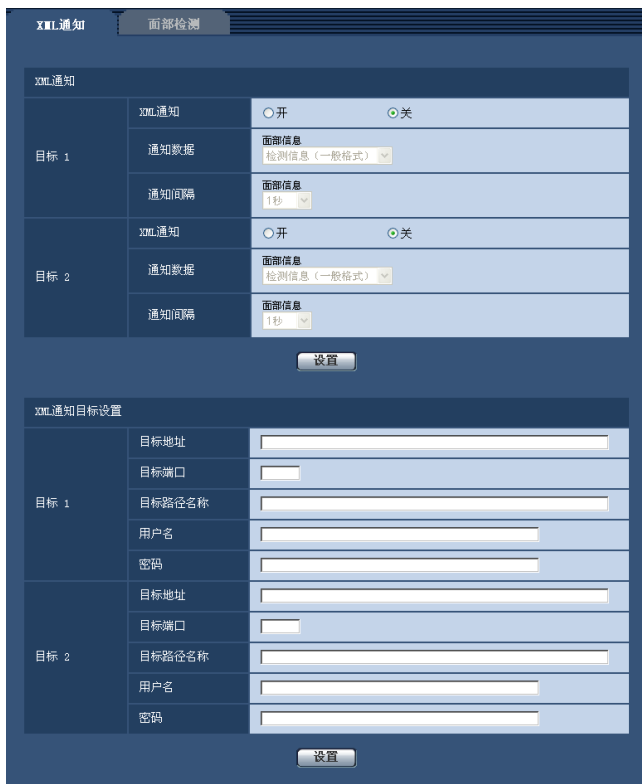 XML通知 面部检测
XML通知
目标 1
XML通知 开 关
通知数据 面部信息
检测信息（一般格式）
通知间隔 面部信息
1秒
目标 2
XML通知 开 关
通知数据 面部信息
检测信息（一般格式）
通知间隔 面部信息
1秒
设置
XML通知目标设置
目标 1
目标地址
目标端口
目标路径名称
用户名
密码
目标 2
目标地址
目标端口
目标路径名称
用户名
密码
设置